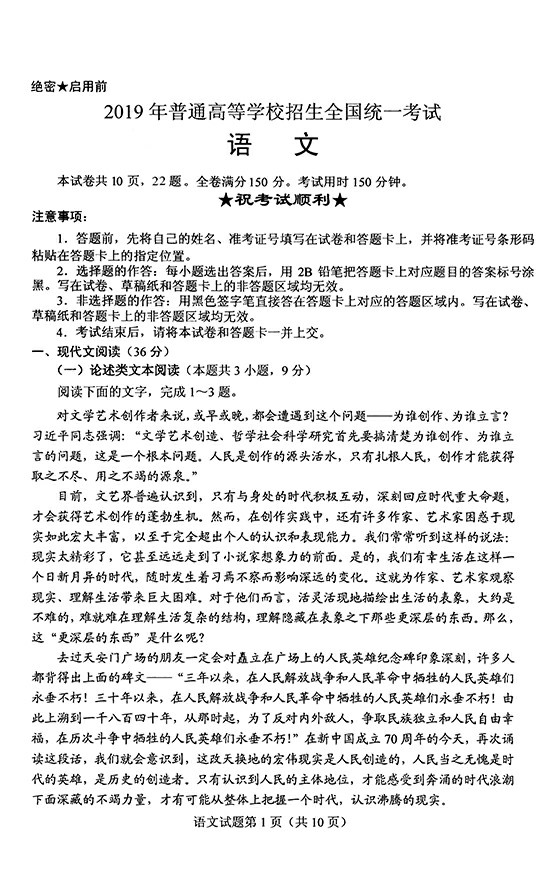 绝密★启用前
2019 年普通高等学校招生全国统一考试
语 文
本试卷共 10 页，22 题。全卷满分 150 分。考试用时 150 分钟。
★祝考试顺利★
注意事项：
1．答题前，先将自己的姓名、准考证号填写在试卷和答题卡上，并将准考证号条形码
粘贴在答题卡上的指定位置。
2．选择题的作答：每小题选出答案后，用 2B 铅笔把答题卡上对应题目的答案标号涂
黑。写在试卷、草稿纸和答题卡上的非答题区域均无效。
3．非选择题的作答：用黑色签字笔直接答在答题卡上对应的答题区域内。写在试卷、
草稿纸和答题卡上的非答题区域均无效。
4．考试结束后，请将本试卷和答题卡一并上交。
一、现代文阅读（36 分）
（一）论述类文本阅读（本题共 3 小题，9 分）
阅读下面的文字，完成 1～3 题。
对文学艺术创作者来说，或早或晚，都会遭遇到这个问题——为谁创作、为谁立言？
习近平同志强调：“文学艺术创造、哲学社会科学研究首先要搞清楚为谁创作、为谁立
言的问题，这是一个根本问题。人民是创作的源头活水，只有扎根人民，创作才能获得
取之不尽、用之不竭的源泉。”
目前，文艺界普遍认识到，只有与身处的时代积极互动，深刻回应时代重大命题，
才会获得艺术创作的蓬勃生机。然而，在创作实践中，还有许多作家、艺术家困惑于现
实如此宏大丰富，以至于完全超出个人的认识和表现能力。我们常常听到这样的说法：
现实太精彩了，它甚至远远走到了小说家想象力的前面。是的，我们有幸生活在这样一
个日新月异的时代，随时发生着习焉不察而影响深远的变化。这就为作家、艺术家观察
现实、理解生活带来巨大困难。对于他们而言，活灵活现地描绘出生活的表象，大约是
不难的，难就难在理解生活复杂的结构，理解隐藏在表象之下那些更深层的东西。那么，
这“更深层的东西”是什么呢？
去过天安门广场的朋友一定会对矗立在广场上的人民英雄纪念碑印象深刻，许多人
都背得出上面的碑文——“三年以来，在人民解放战争和人民革命中牺牲的人民英雄们
永垂不朽！三十年以来，在人民解放战争和人民革命中牺牲的人民英雄们永垂不朽！由
此上溯到一千八百四十年，从那时起，为了反对内外敌人，争取民族独立和人民自由幸
福，在历次斗争中牺牲的人民英雄们永垂不朽！”在新中国成立 70 周年的今天，再次诵
读这段话，我们就会意识到，这改天换地的宏伟现实是人民创造的，人民当之无愧是时
代的英雄，是历史的创造者。只有认识到人民的主体地位，才能感受到奔涌的时代浪潮
下面深藏的不竭力量，才有可能从整体上把握一个时代，认识沸腾的现实。
语文试题第 1 页（共 10 页）